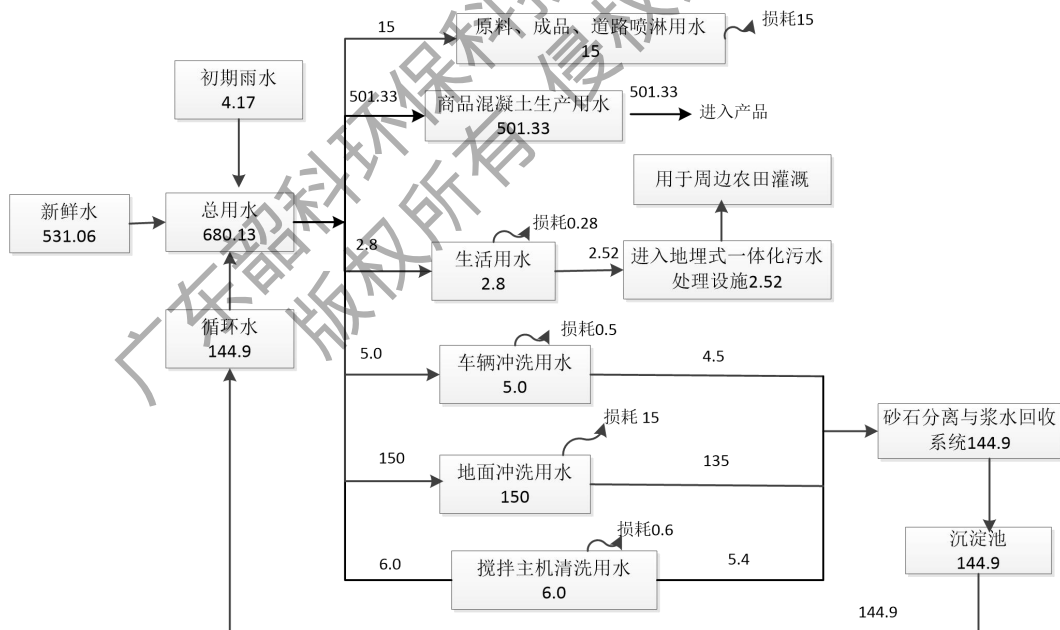 15
原料、成品、道路喷淋用水
15
损耗15
初期雨水
4.17
501.33
商品混凝土生产用水
501.33
501.33
进入产品
用于周边农田灌溉
新鲜水
531.06
总用水
680.13
2.8
生活用水
2.8
损耗0.28
2.52
进入地埋式一体化污水
处理设施2.52
循环水
144.9
5.0
车辆冲洗用水
5.0
损耗0.5
4.5
砂石分离与浆水回收
系统144.9
150
地面冲洗用水
150
损耗 15
135
6.0
搅拌主机清洗用水
6.0
损耗0.6
5.4
沉淀池
144.9
144.9
广东韶科环保科技
版权所有 侵权